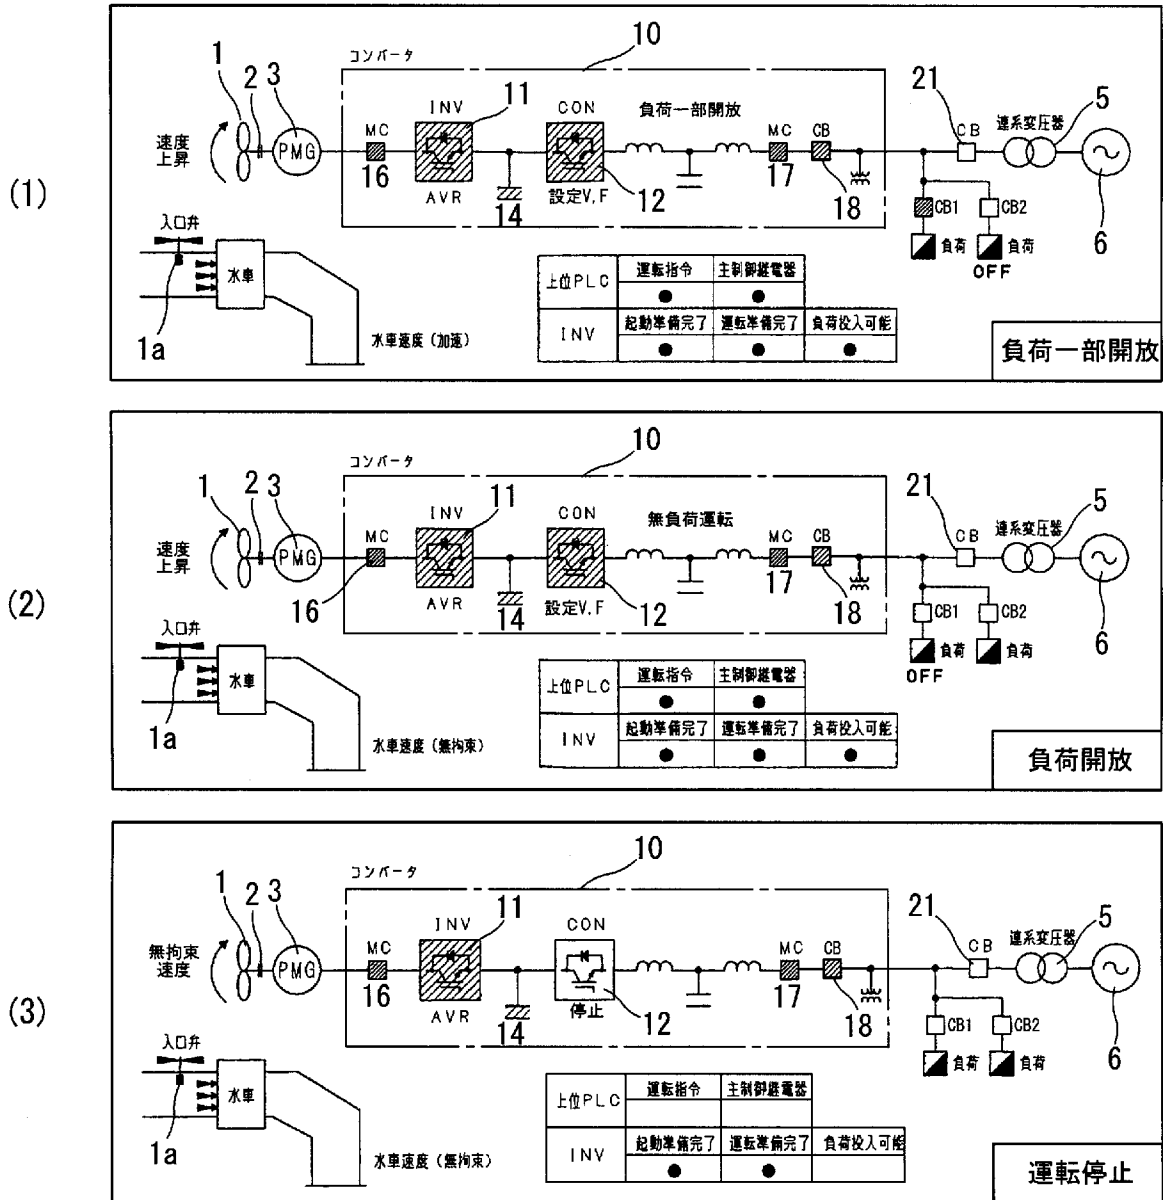 (1)
コンバータ
10
1
2
3
速度
上昇
PMG
MC
16
INV
11
AVR
14
CON
負荷一部開放
設定V,F
12
MC
17
CB
18
21
CB
連系変圧器
5
6
CB1
CB2
負荷
負荷
OFF
入口弁
水車
1a
水車速度(加速)
上位PLC
運転指令
主制御継電器
● ●
INV
起動準備完了
運転準備完了
負荷投入可能
● ● ●
負荷一部開放
(2)
コンバータ
10
1
2
3
速度
上昇
PMG
MC
16
INV
11
AVR
14
CON
無負荷運転
設定V,F
12
MC
17
CB
18
21
CB
連系変圧器
5
6
CB1
CB2
負荷
負荷
OFF
入口弁
水車
1a
水車速度(無拘束)
上位PLC
運転指令
主制御継電器
● ●
INV
起動準備完了
運転準備完了
負荷投入可能
● ● ●
負荷開放
(3)
コンバータ
10
1
2
3
無拘束
速度
PMG
MC
16
INV
11
AVR
14
CON
停止
12
MC
17
CB
18
21
CB
連系変圧器
5
6
CB1
CB2
負荷
負荷
入口弁
水車
1a
水車速度(無拘束)
上位PLC
運転指令
主制御継電器
INV
起動準備完了
運転準備完了
負荷投入可能
● ●
運転停止